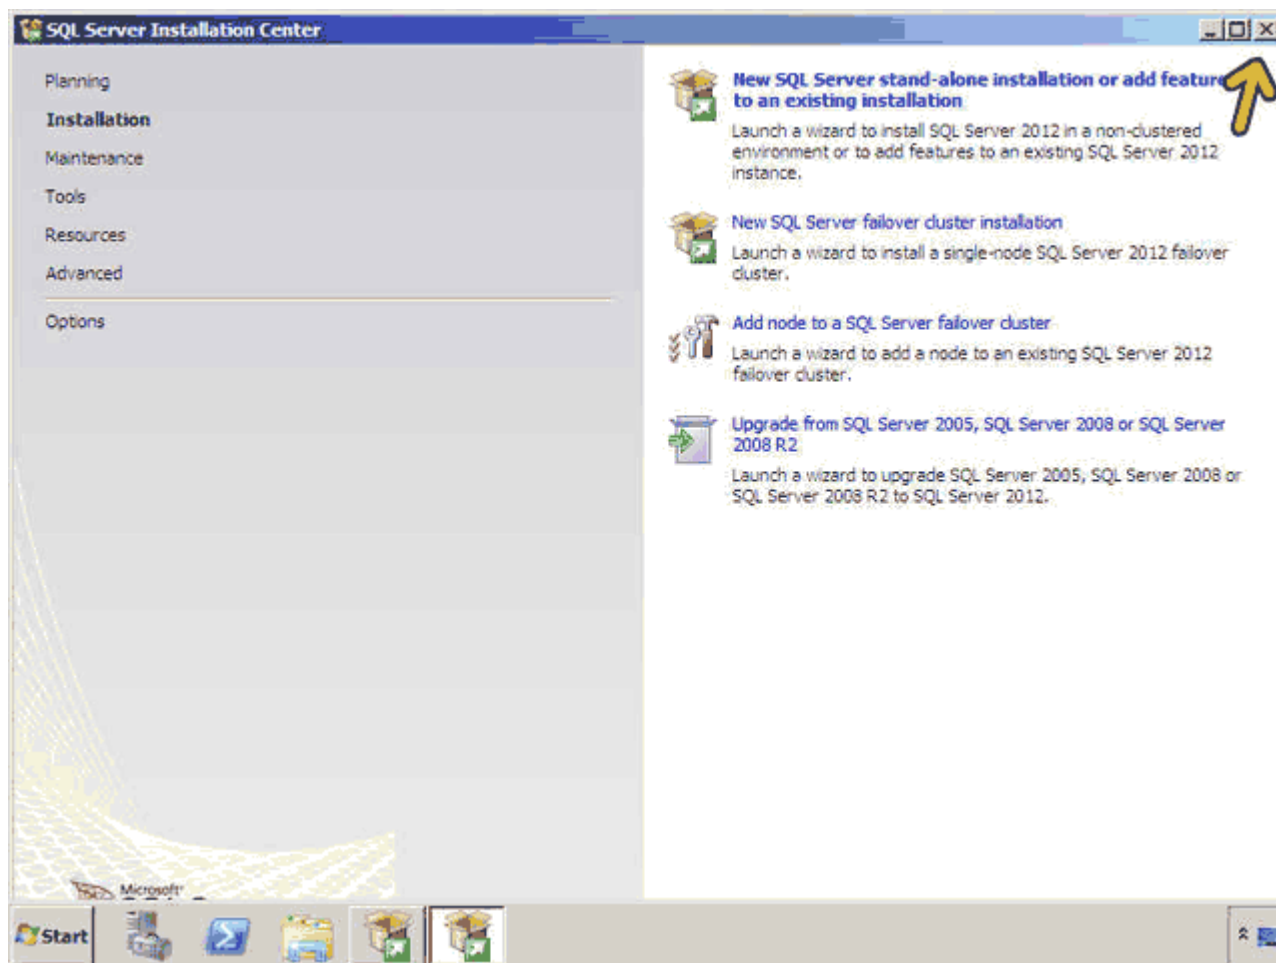 SQL Server Installation Center
Planning
Installation
Maintenance
Tools
Resources
Advanced
Options
New SQL Server stand-alone installation or add feature
to an existing installation
Launch a wizard to install SQL Server 2012 in a non-clustered
environment or to add features to an existing SQL Server 2012
instance.
New SQL Server failover cluster installation
Launch a wizard to install a single-node SQL Server 2012 failover
cluster.
Add node to a SQL Server failover cluster
Launch a wizard to add a node to an existing SQL Server 2012
failover cluster.
Upgrade from SQL Server 2005, SQL Server 2008 or SQL Server
2008 R2
Launch a wizard to upgrade SQL Server 2005, SQL Server 2008 or
SQL Server 2008 R2 to SQL Server 2012.
Microsoft
Start